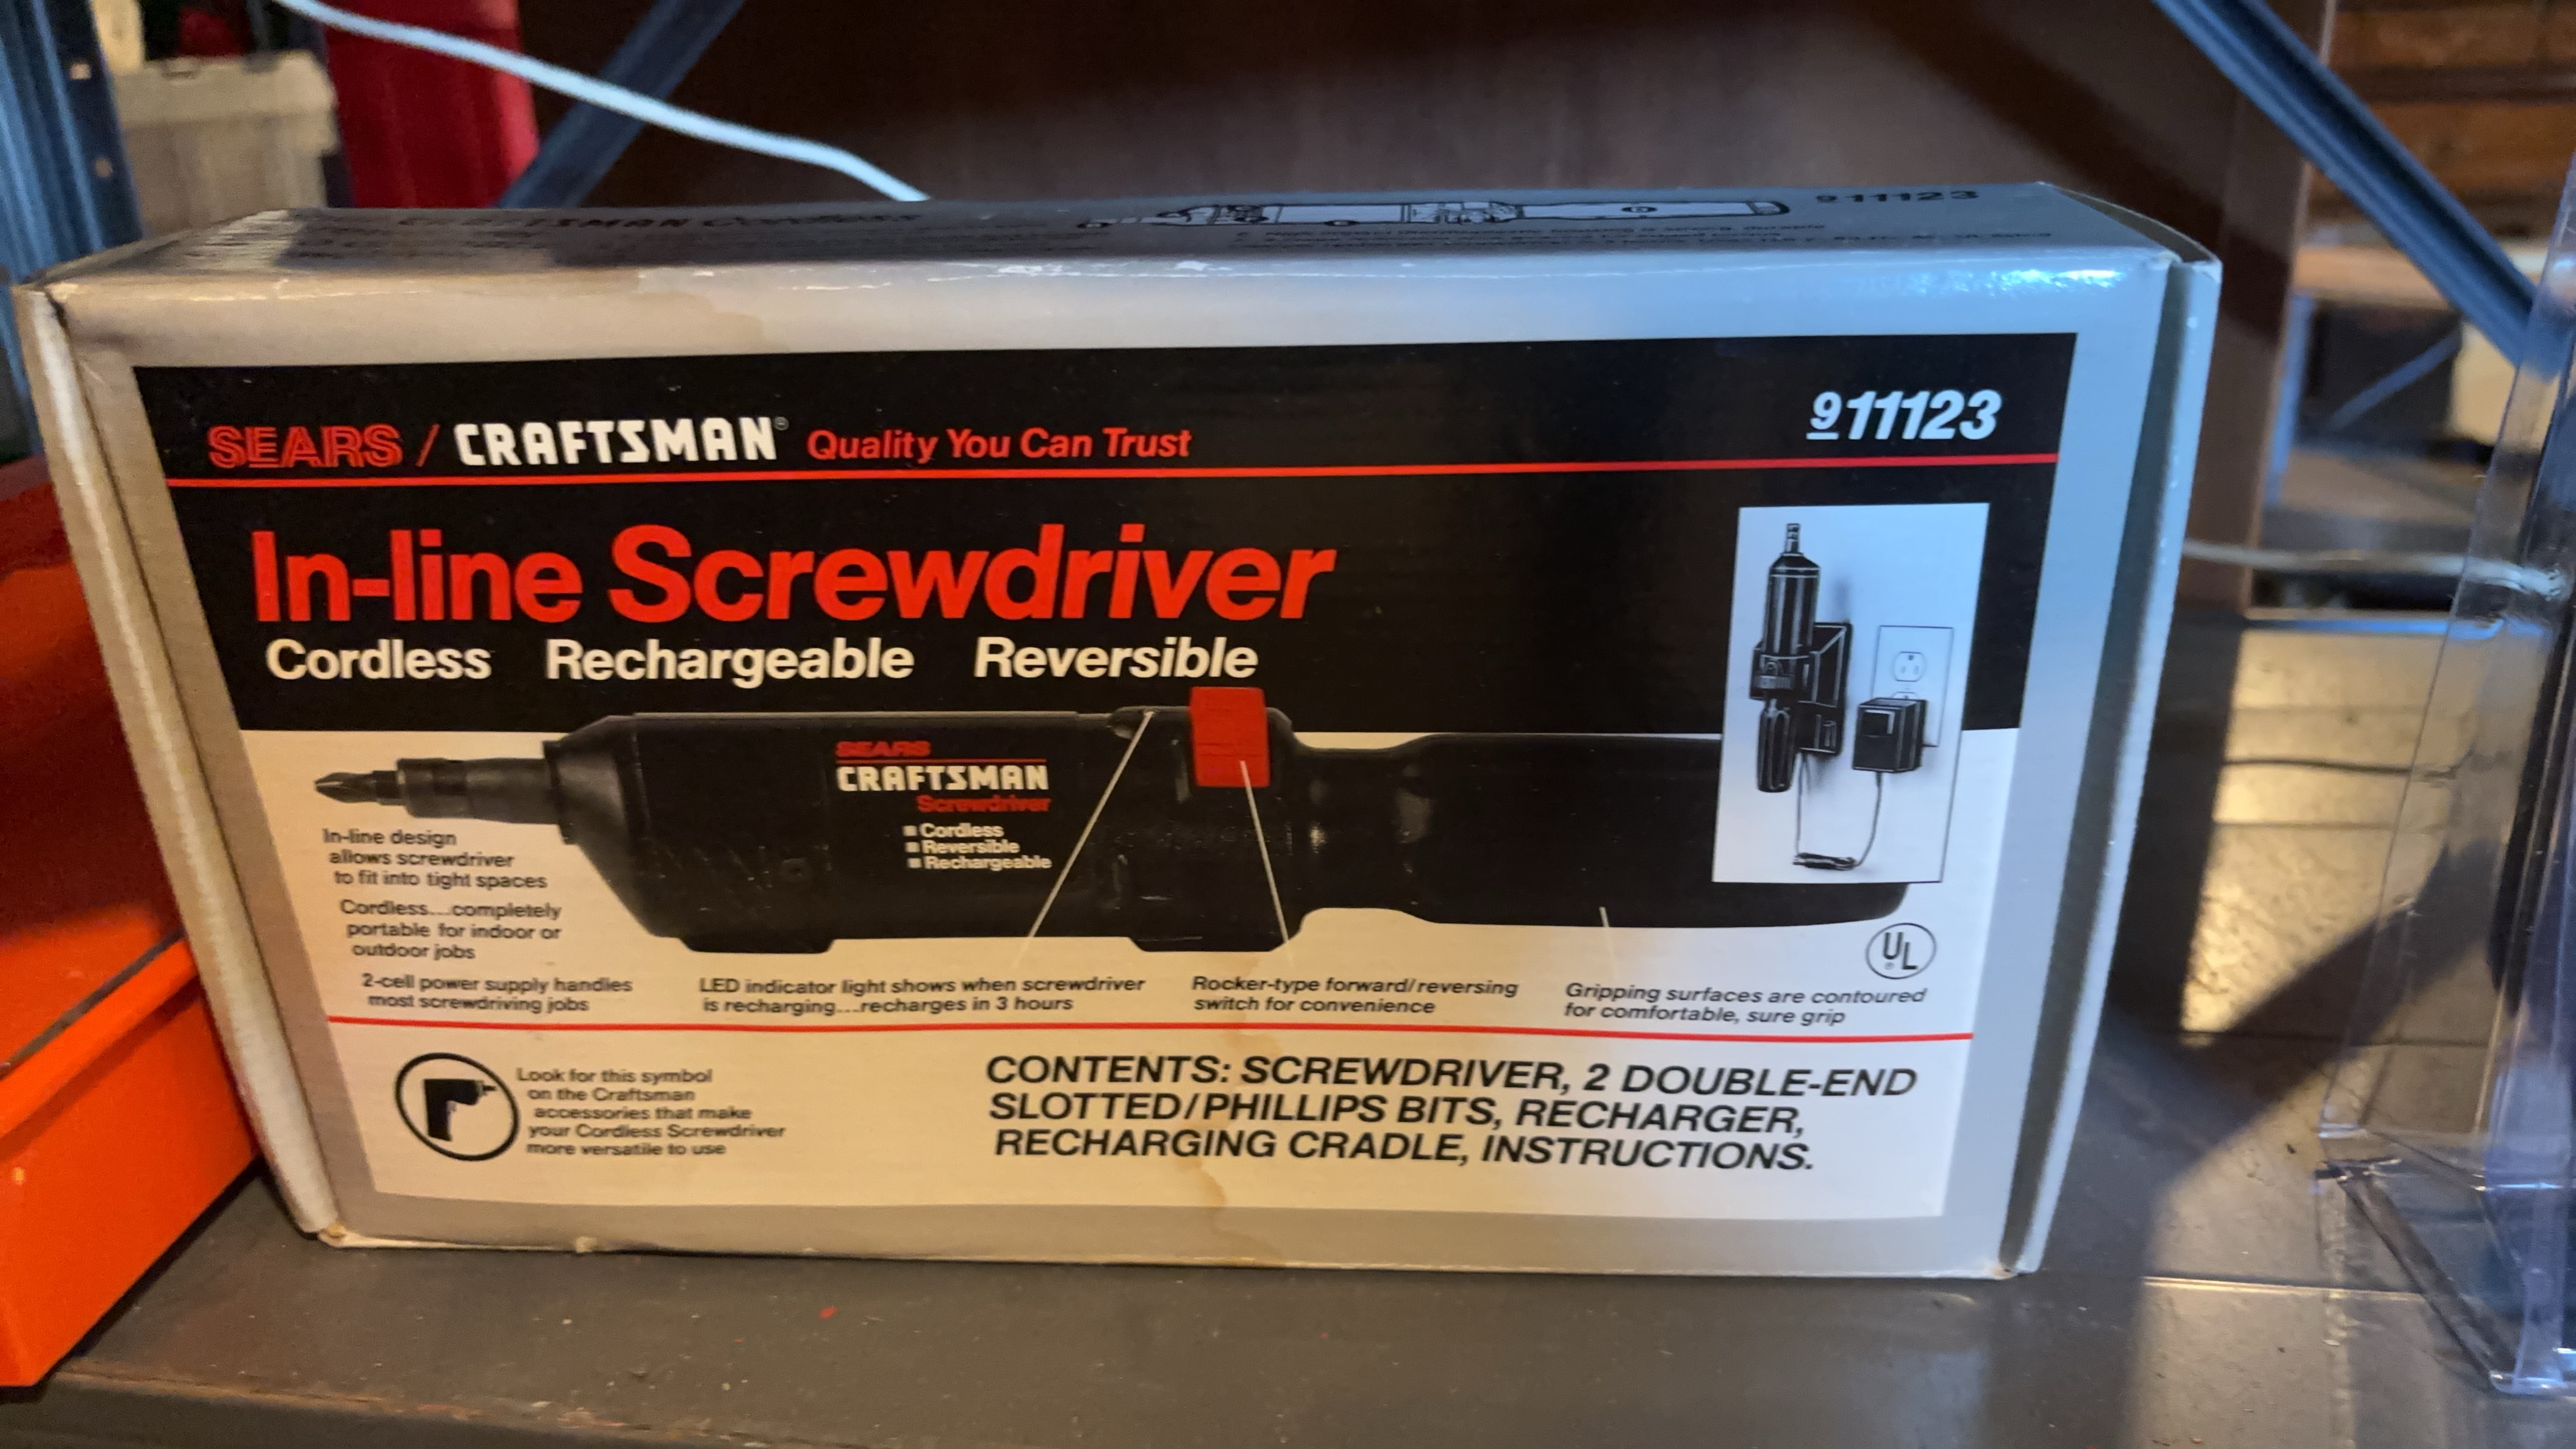 CRAFTSMAN Cordless
911123
SEARS / CRAFTSMAN® Quality You Can Trust
911123
In-line Screwdriver
Cordless Rechargeable Reversible
SEARS
CRAFTSMAN
Screwdriver
■ Cordless
■ Reversible
■ Rechargeable
In-line design
allows screwdriver
to fit into tight spaces
Cordless....completely
portable for indoor or
outdoor jobs
2-cell power supply handles
most screwdriving jobs
LED indicator light shows when screwdriver
is recharging....recharges in 3 hours
Rocker-type forward/reversing
switch for convenience
Gripping surfaces are contoured
for comfortable, sure grip
UL®
Look for this symbol
on the Craftsman
accessories that make
your Cordless Screwdriver
more versatile to use
CONTENTS: SCREWDRIVER, 2 DOUBLE-END
SLOTTED/PHILLIPS BITS, RECHARGER,
RECHARGING CRADLE, INSTRUCTIONS.